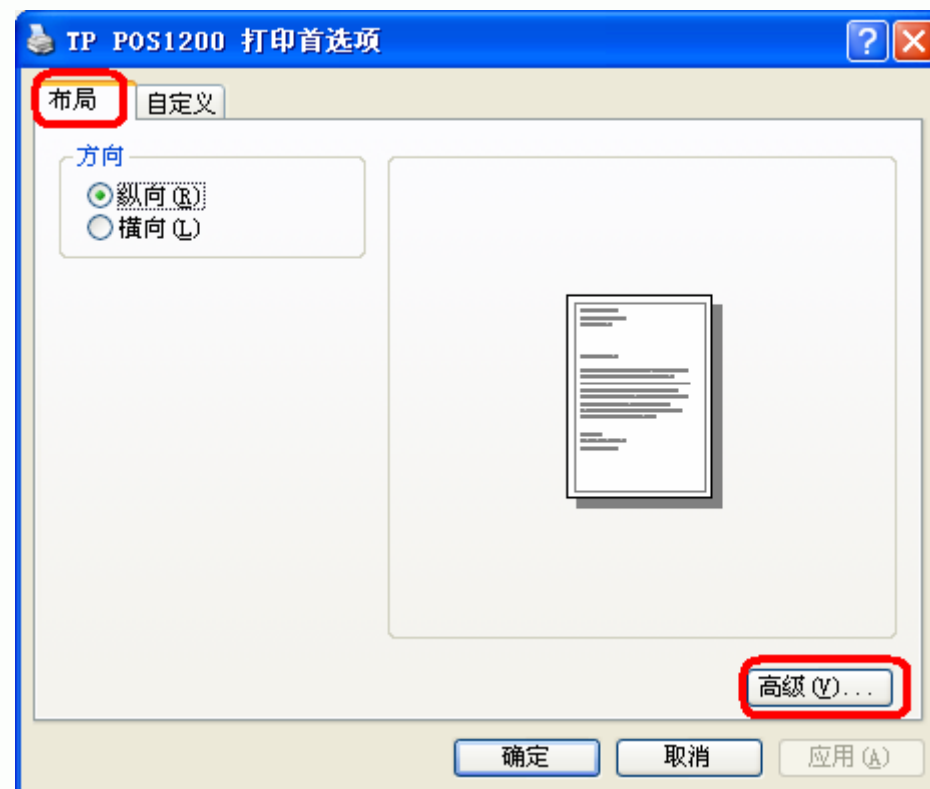 TP POS1200 打印首选项
布局 自定义
方向
纵向(R)
横向(L)
高级(V)...
确定 取消 应用(A)